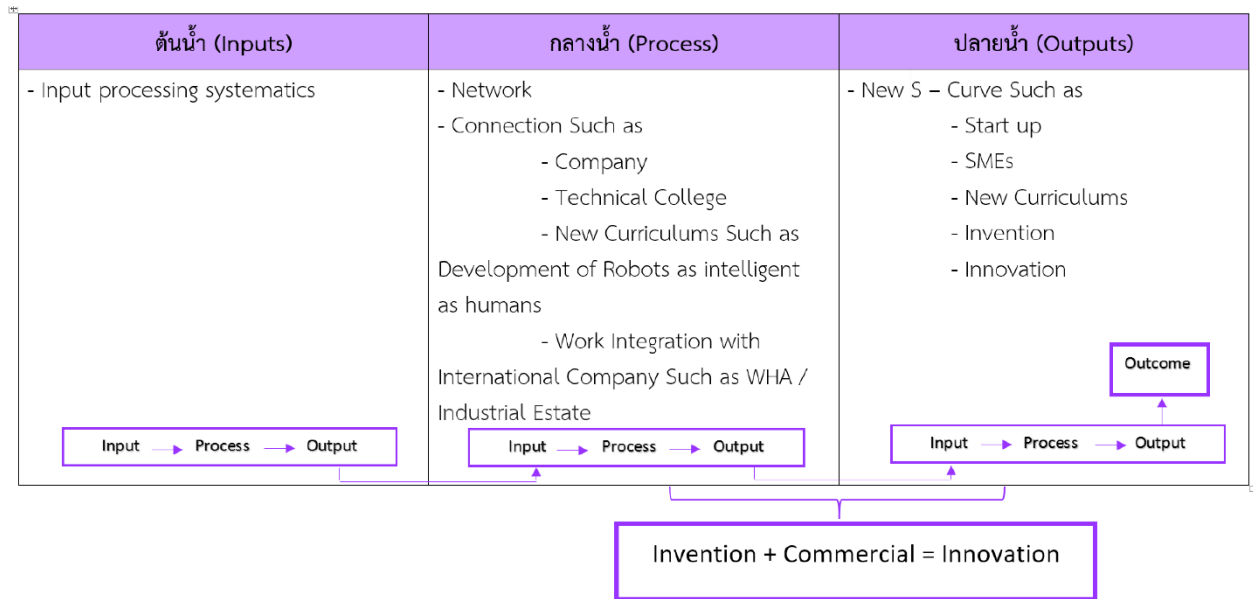 ต้นน้ำ (Inputs)
กลางน้ำ (Process)
ปลายน้ำ (Outputs)
- Input processing systematics
Input Process Output
- Network
- Connection Such as
- Company
- Technical College
- New Curriculums Such as
Development of Robots as intelligent
as humans
- Work Integration with
International Company Such as WHA /
Industrial Estate
Input Process Output
- New S – Curve Such as
- Start up
- SMEs
- New Curriculums
- Invention
- Innovation
Outcome
Input Process Output
Invention + Commercial = Innovation